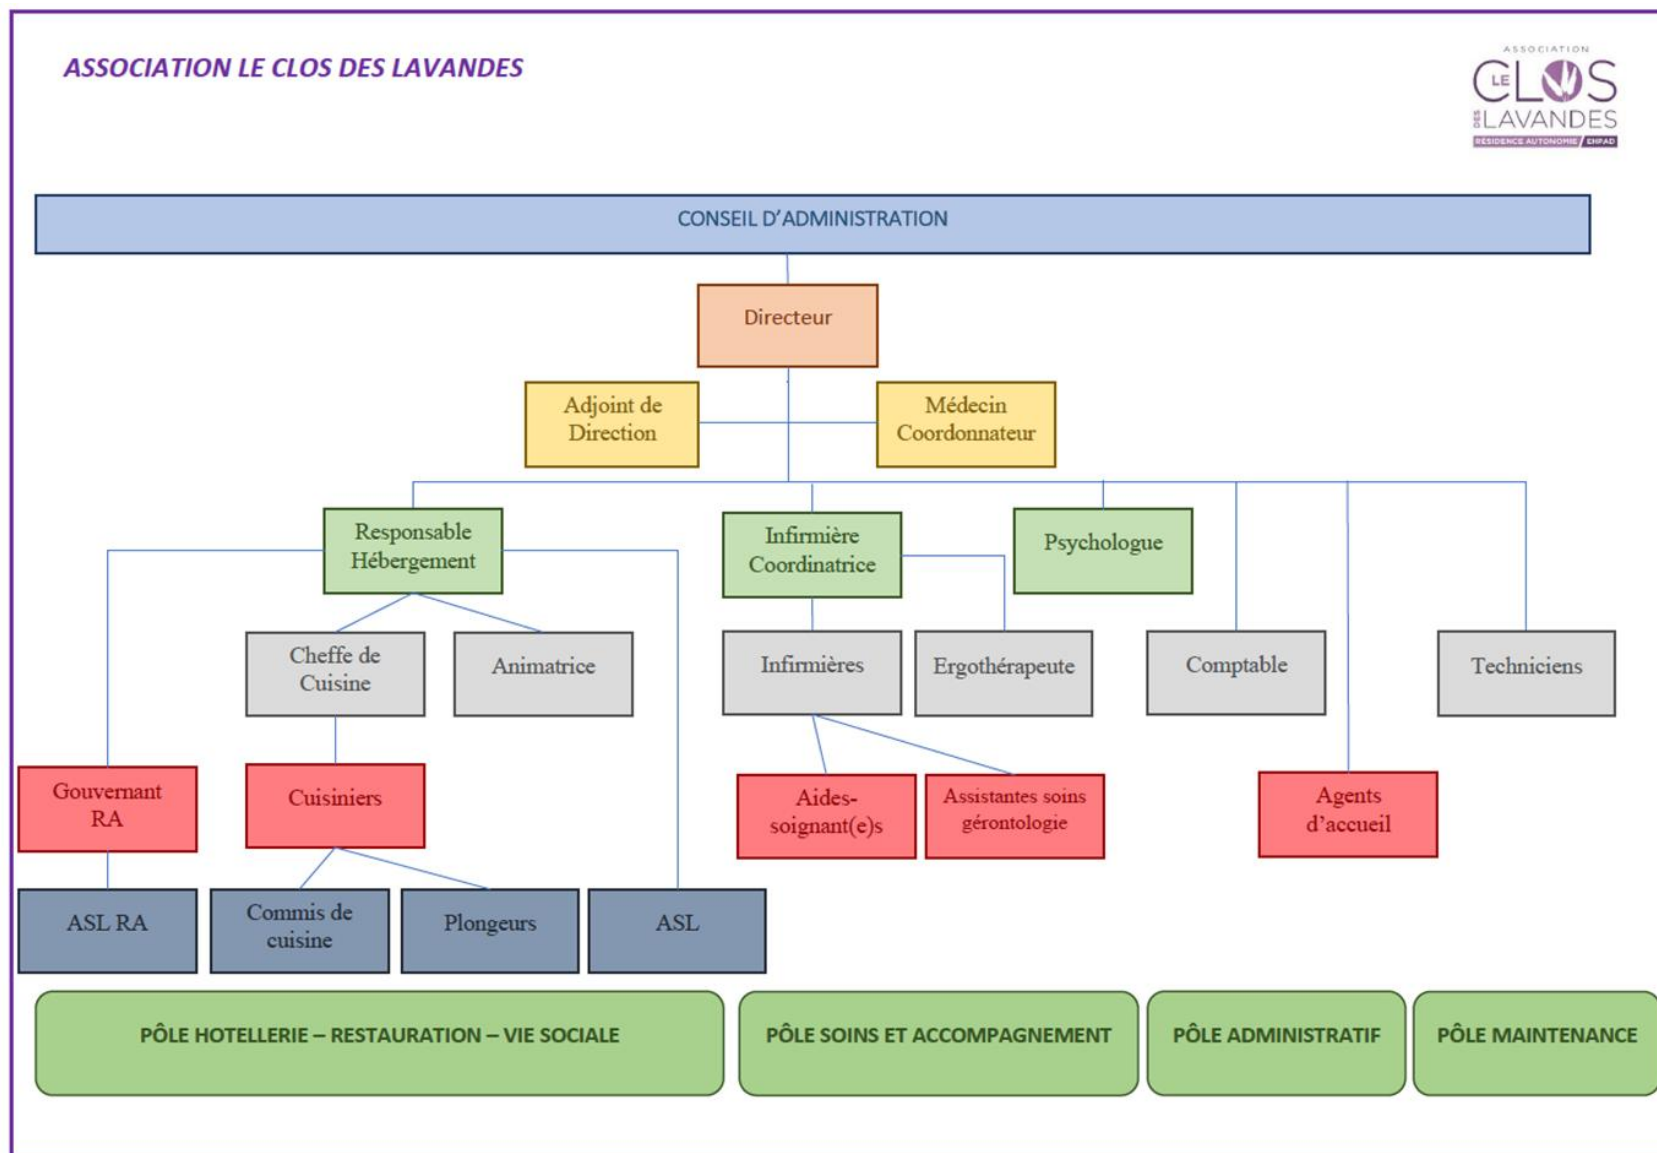 ASSOCIATION LE CLOS DES LAVANDES
ASSOCIATION
LE CLOS
DES LAVANDES
RÉSIDENCE AUTONOMIE / EHPAD
CONSEIL D'ADMINISTRATION
Directeur
Adjoint de
Direction
Médecin
Coordonnateur
Responsable
Hébergement
Infirmière
Coordinatrice
Psychologue
Cheffe de
Cuisine
Animatrice
Infirmières
Ergothérapeute
Comptable
Techniciens
Gouvernant
RA
Cuisiniers
Aides-
soignant(e)s
Assistantes soins
gérontologie
Agents
d'accueil
ASL RA
Commis de
cuisine
Plongeurs
ASL
PÔLE HOTELLERIE – RESTAURATION – VIE SOCIALE
PÔLE SOINS ET ACCOMPAGNEMENT
PÔLE ADMINISTRATIF
PÔLE MAINTENANCE